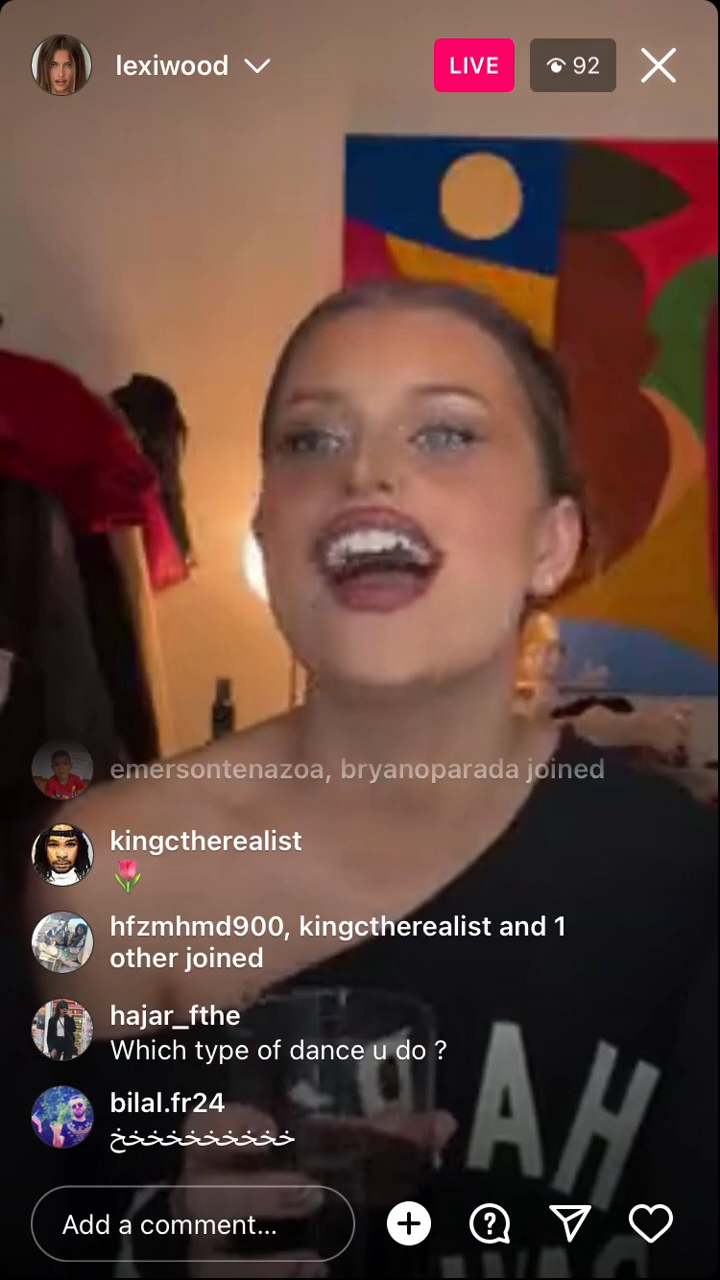 lexiwood
LIVE
92
emersontenazoa, bryanoparada joined
kingctherealist
🌷
hfzmhmd900, kingctherealist and 1
other joined
hajar_fthe
Which type of dance u do ?
bilal.fr24
خخخخخخخخخخ
AH
Add a comment...